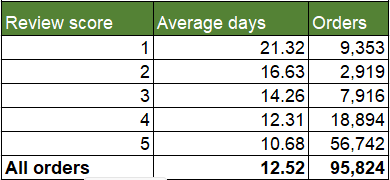 Review score Average days Orders
1 21.32 9,353
2 16.63 2,919
3 14.26 7,916
4 12.31 18,894
5 10.68 56,742
All orders 12.52 95,824